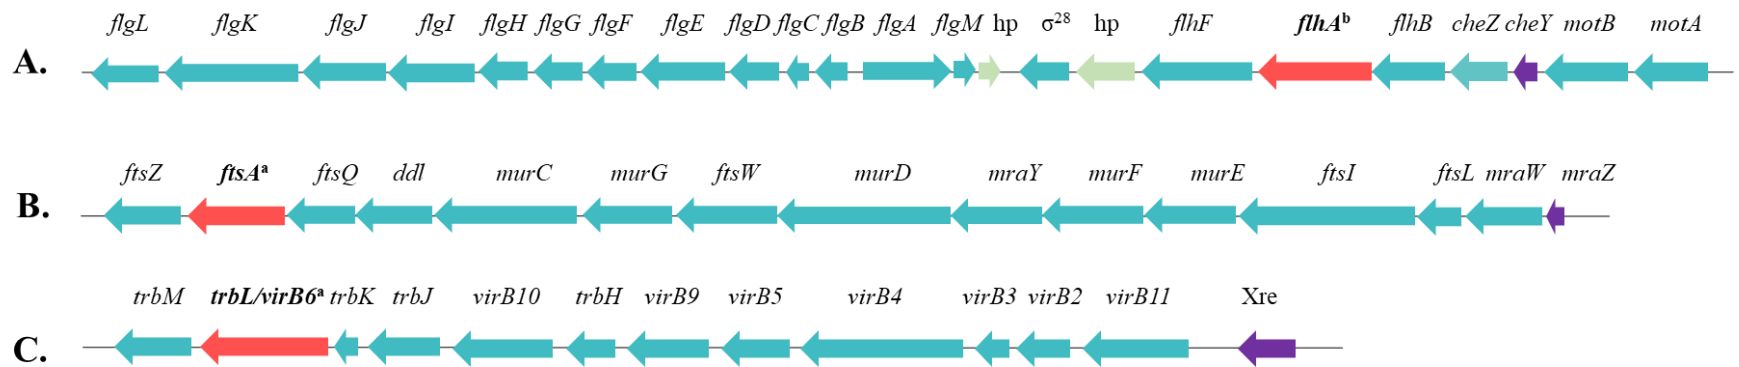 flgL flgK flgJ flgI flgH flgG flgF flgE flgD flgC flgB flgA flgM hp σ²⁸ hp flhF flhAᵇ flhB cheZ cheY motB motA
A.
ftsZ ftsAᵃ ftsQ ddl murC murG ftsW murD mraY murF murE ftsI ftsL mraW mraZ
B.
trbM trbL/virB6ᵃ trbK trbJ virB10 trbH virB9 virB5 virB4 virB3 virB2 virB11 Xre
C.